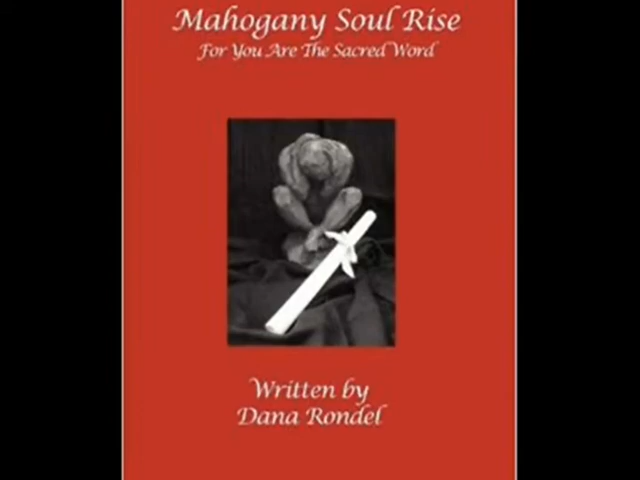 Mahogany Soul Rise
For You Are The Sacred Word
Written by
Dana Rondel